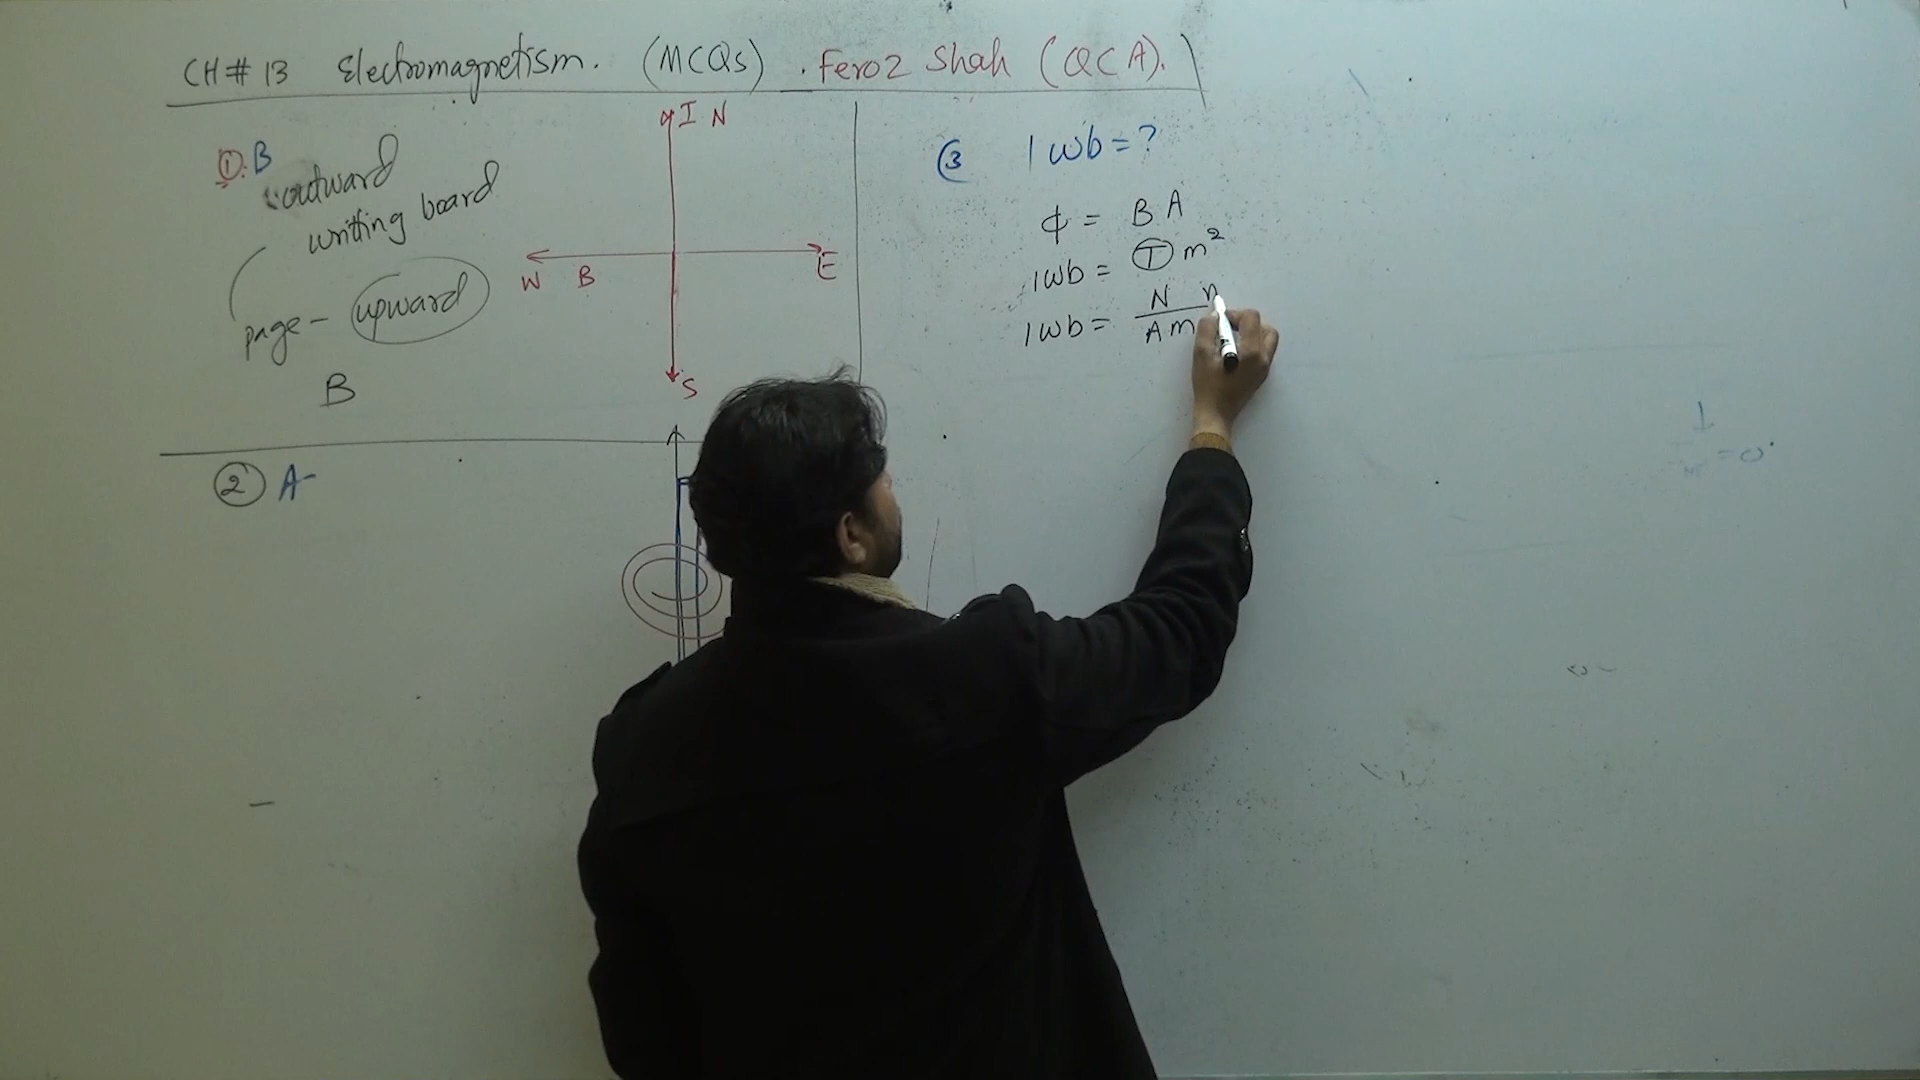 CH # 13 Electromagnetism. (MCQs). Feroz Shah (QCA).
①. B
outward
writing board
page - upward
B
I N
W B E
S
② A-
③ 1 wb = ?
ϕ = B A
1wb = T m²
1wb = N
A m
= 0